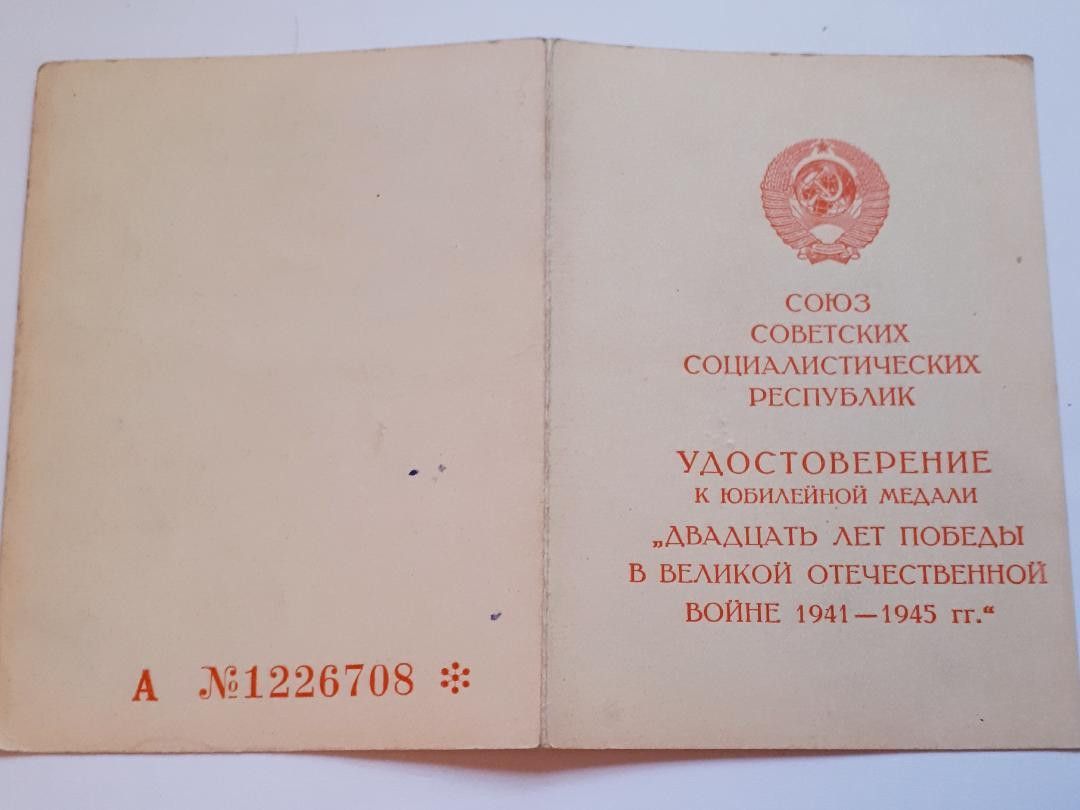 А №1226708
СОЮЗ
СОВЕТСКИХ
СОЦИАЛИСТИЧЕСКИХ
РЕСПУБЛИК
УДОСТОВЕРЕНИЕ
К ЮБИЛЕЙНОЙ МЕДАЛИ
„ДВАДЦАТЬ ЛЕТ ПОБЕДЫ
В ВЕЛИКОЙ ОТЕЧЕСТВЕННОЙ
ВОЙНЕ 1941—1945 гг.“